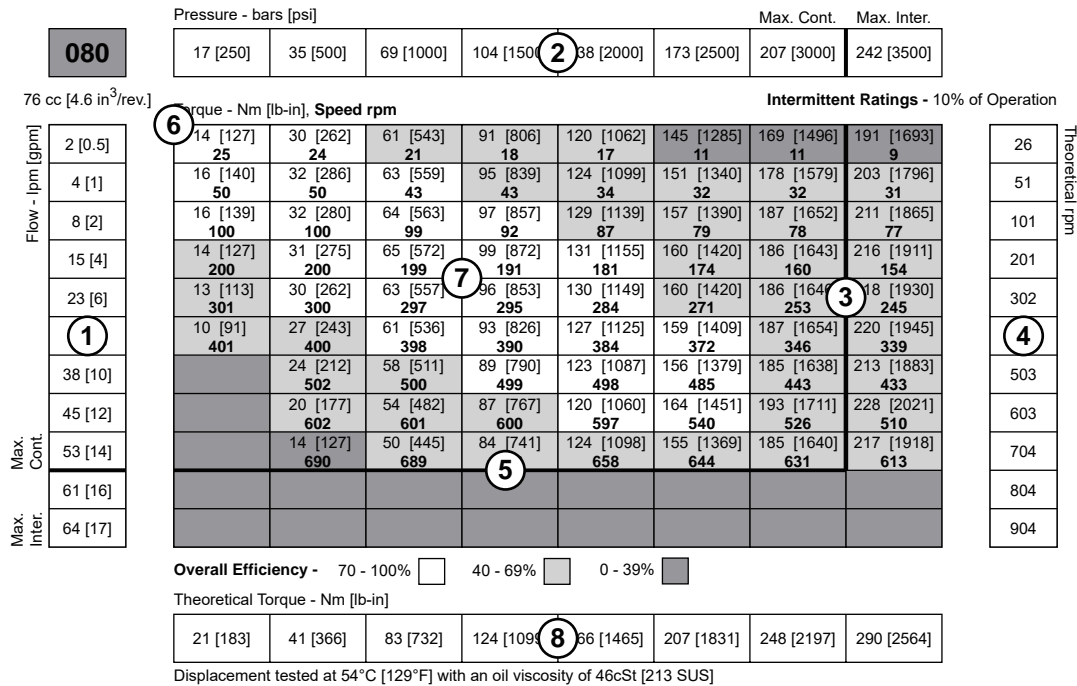 Pressure - bars [psi] Max. Cont. Max. Inter.
080 17 [250] 35 [500] 69 [1000] 104 [150 2 38 [2000] 173 [2500] 207 [3000] 242 [3500]
76 cc [4.6 in³/rev.] Torque - Nm [lb-in], Speed rpm Intermittent Ratings - 10% of Operation
6
Flow - lpm [gpm]
Theoretical rpm
2 [0.5] 14 [127] 30 [262] 61 [543] 91 [806] 120 [1062] 145 [1285] 169 [1496] 191 [1693] 26
25 24 21 18 17 11 11 9
4 [1] 16 [140] 32 [286] 63 [559] 95 [839] 124 [1099] 151 [1340] 178 [1579] 203 [1796] 51
50 50 43 43 34 32 32 31
8 [2] 16 [139] 32 [280] 64 [563] 97 [857] 129 [1139] 157 [1390] 187 [1652] 211 [1865] 101
100 100 99 92 87 79 78 77
15 [4] 14 [127] 31 [275] 65 [572] 99 [872] 131 [1155] 160 [1420] 186 [1643] 216 [1911] 201
200 200 199 7 191 181 174 160 154
23 [6] 13 [113] 30 [262] 63 [557] 96 [853] 130 [1149] 160 [1420] 186 [164 3 18 [1930] 302
301 300 297 295 284 271 253 245
1 10 [91] 27 [243] 61 [536] 93 [826] 127 [1125] 159 [1409] 187 [1654] 220 [1945] 4
401 400 398 390 384 372 346 339
38 [10] 24 [212] 58 [511] 89 [790] 123 [1087] 156 [1379] 185 [1638] 213 [1883] 503
502 500 499 498 485 443 433
45 [12] 20 [177] 54 [482] 87 [767] 120 [1060] 164 [1451] 193 [1711] 228 [2021] 603
602 601 600 597 540 526 510
Max. Cont.
53 [14] 14 [127] 50 [445] 84 [741] 124 [1098] 155 [1369] 185 [1640] 217 [1918] 704
690 689 5 658 644 631 613
61 [16] 804
Max. Inter.
64 [17] 904
Overall Efficiency - 70 - 100% 40 - 69% 0 - 39%
Theoretical Torque - Nm [lb-in]
21 [183] 41 [366] 83 [732] 124 [109 8 66 [1465] 207 [1831] 248 [2197] 290 [2564]
Displacement tested at 54°C [129°F] with an oil viscosity of 46cSt [213 SUS]